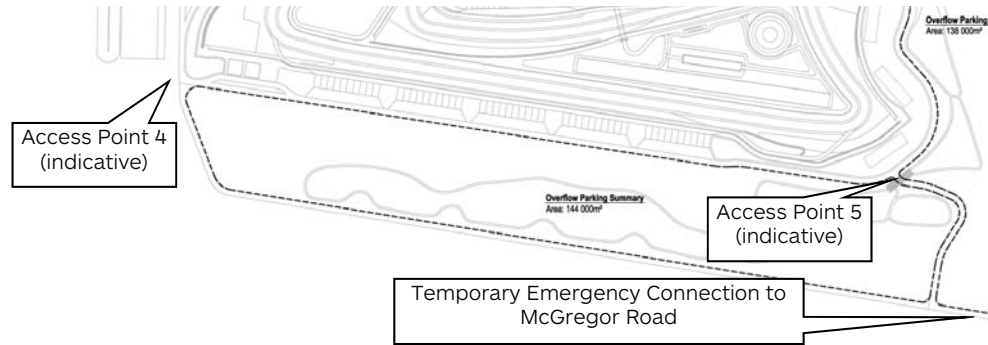 Overflow Parking
Area: 138 000m²
Access Point 4
(indicative)
Overflow Parking Summary
Area: 144 000m²
Access Point 5
(indicative)
Temporary Emergency Connection to
McGregor Road